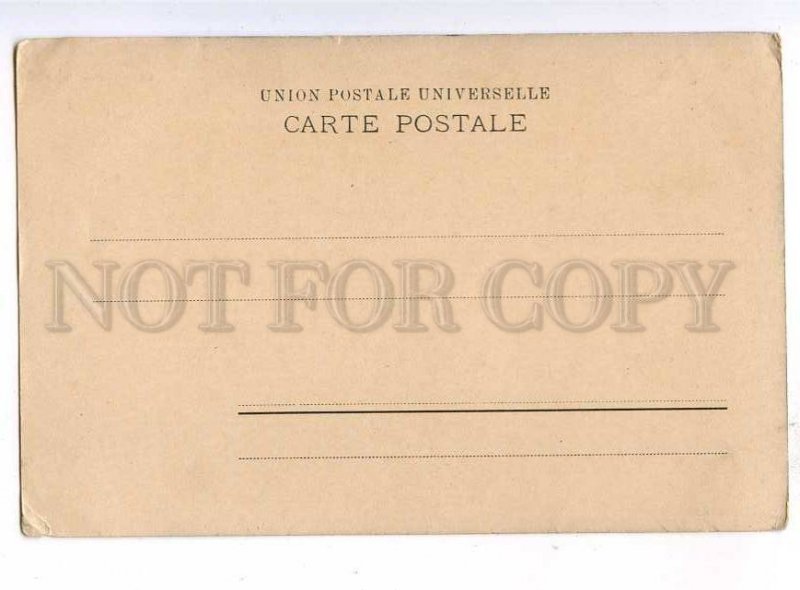 UNION POSTALE UNIVERSELLE
CARTE POSTALE
NOT FOR COPY